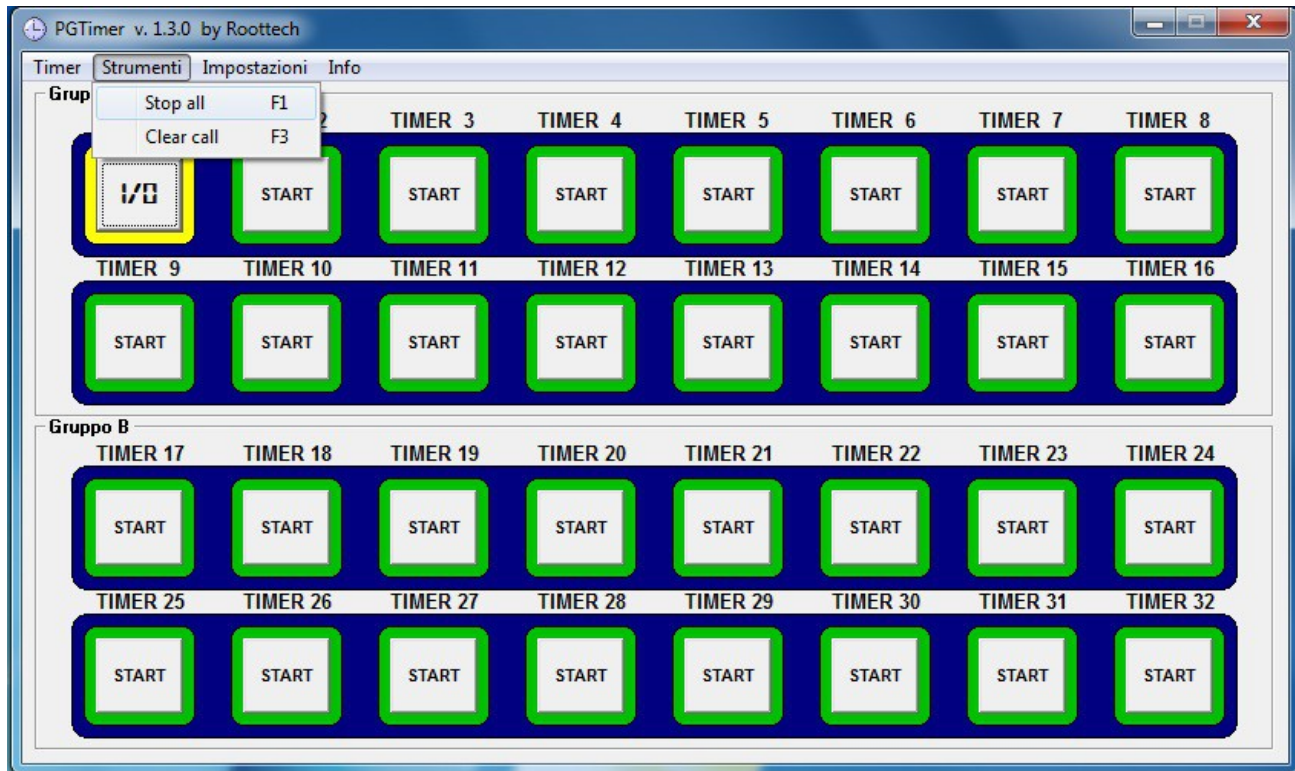 PGTimer v. 1.3.0 by Roottech
Timer Strumenti Impostazioni Info
Grup
Stop all F1
Clear call F3
2 TIMER 3 TIMER 4 TIMER 5 TIMER 6 TIMER 7 TIMER 8
I/O START START START START START START START
TIMER 9 TIMER 10 TIMER 11 TIMER 12 TIMER 13 TIMER 14 TIMER 15 TIMER 16
START START START START START START START START
Gruppo B
TIMER 17 TIMER 18 TIMER 19 TIMER 20 TIMER 21 TIMER 22 TIMER 23 TIMER 24
START START START START START START START START
TIMER 25 TIMER 26 TIMER 27 TIMER 28 TIMER 29 TIMER 30 TIMER 31 TIMER 32
START START START START START START START START